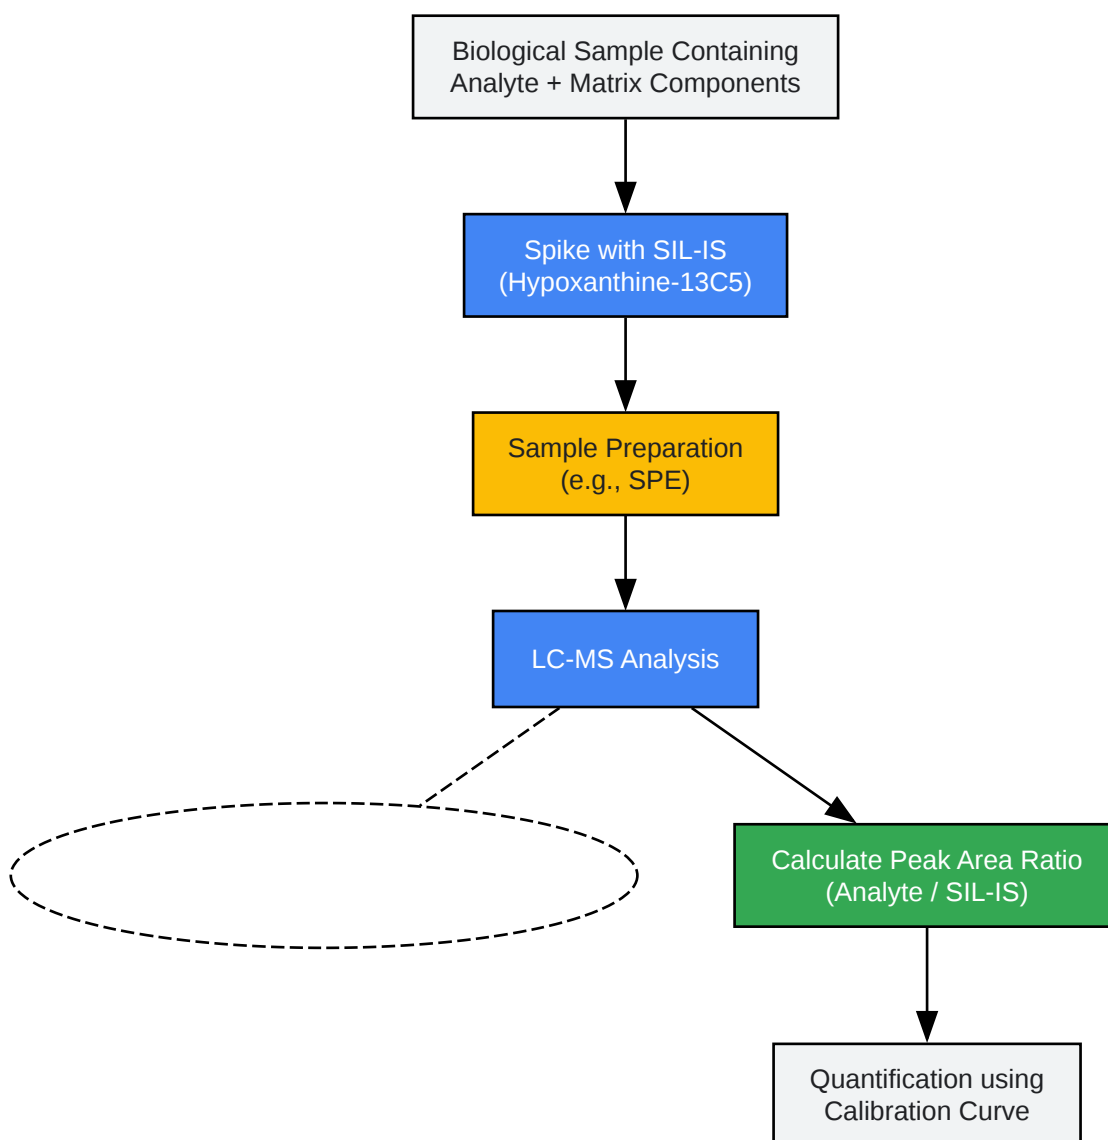 Biological Sample Containing
Analyte + Matrix Components
Spike with SIL-IS
(Hypoxanthine-13C5)
Sample Preparation
(e.g., SPE)
LC-MS Analysis
Calculate Peak Area Ratio
(Analyte / SIL-IS)
Quantification using
Calibration Curve